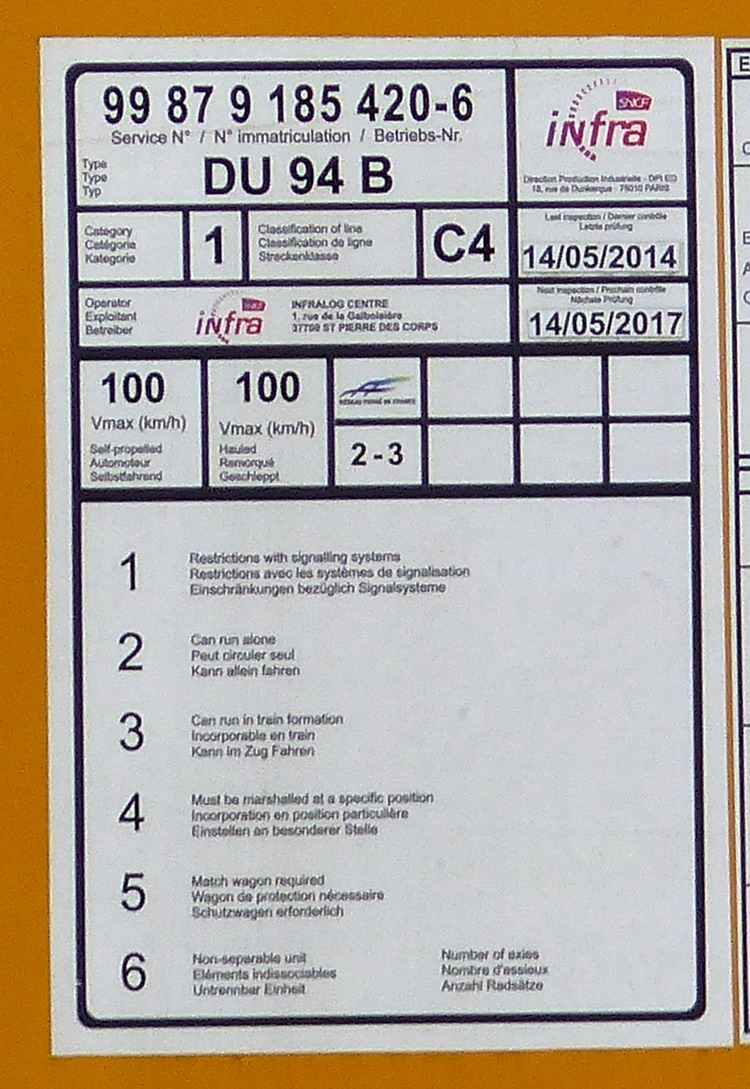 99 87 9 185 420-6
Service N° / N° immatriculation / Betriebs-Nr.
Type
Type
Typ
DU 94 B
SNCF
infra
Direction Production Industrielle - DPI ED
18, rue de Dunkerque - 75010 PARIS
Category
Catégorie
Kategorie
1
Classification of line
Classification de ligne
Streckenklasse
C4
Last inspection / Dernier contrôle
Letzte prüfung
14/05/2014
Operator
Exploitant
Betreiber
SNCF
infra
INFRALOG CENTRE
1, rue de la
37700 ST PIERRE DES CORPS
Next inspection / Prochain contrôle
Nächste Prüfung
14/05/2017
100
Vmax (km/h)
Self-propelled
Automoteur
Selbstfahrend
100
Vmax (km/h)
Hauled
Remorqué
Geschleppt
RÉSEAU FERRÉ DE FRANCE
2 - 3
1
Restrictions with signalling systems
Restrictions avec les systèmes de signalisation
Einschränkungen bezüglich Signalsysteme
2
Can run alone
Peut circuler seul
Kann allein fahren
3
Can run in train formation
Incorporable en train
Kann im Zug Fahren
4
Must be marshalled at a specific position
Incorporation en position particulière
Einstellen an besonderer Stelle
5
Match wagon required
Wagon de protection nécessaire
Schutzwagen erforderlich
6
Non-separable unit
Eléments indissociables
Untrennbar Einheit
Number of axles
Nombre d'essieux
Anzahl Radsätze